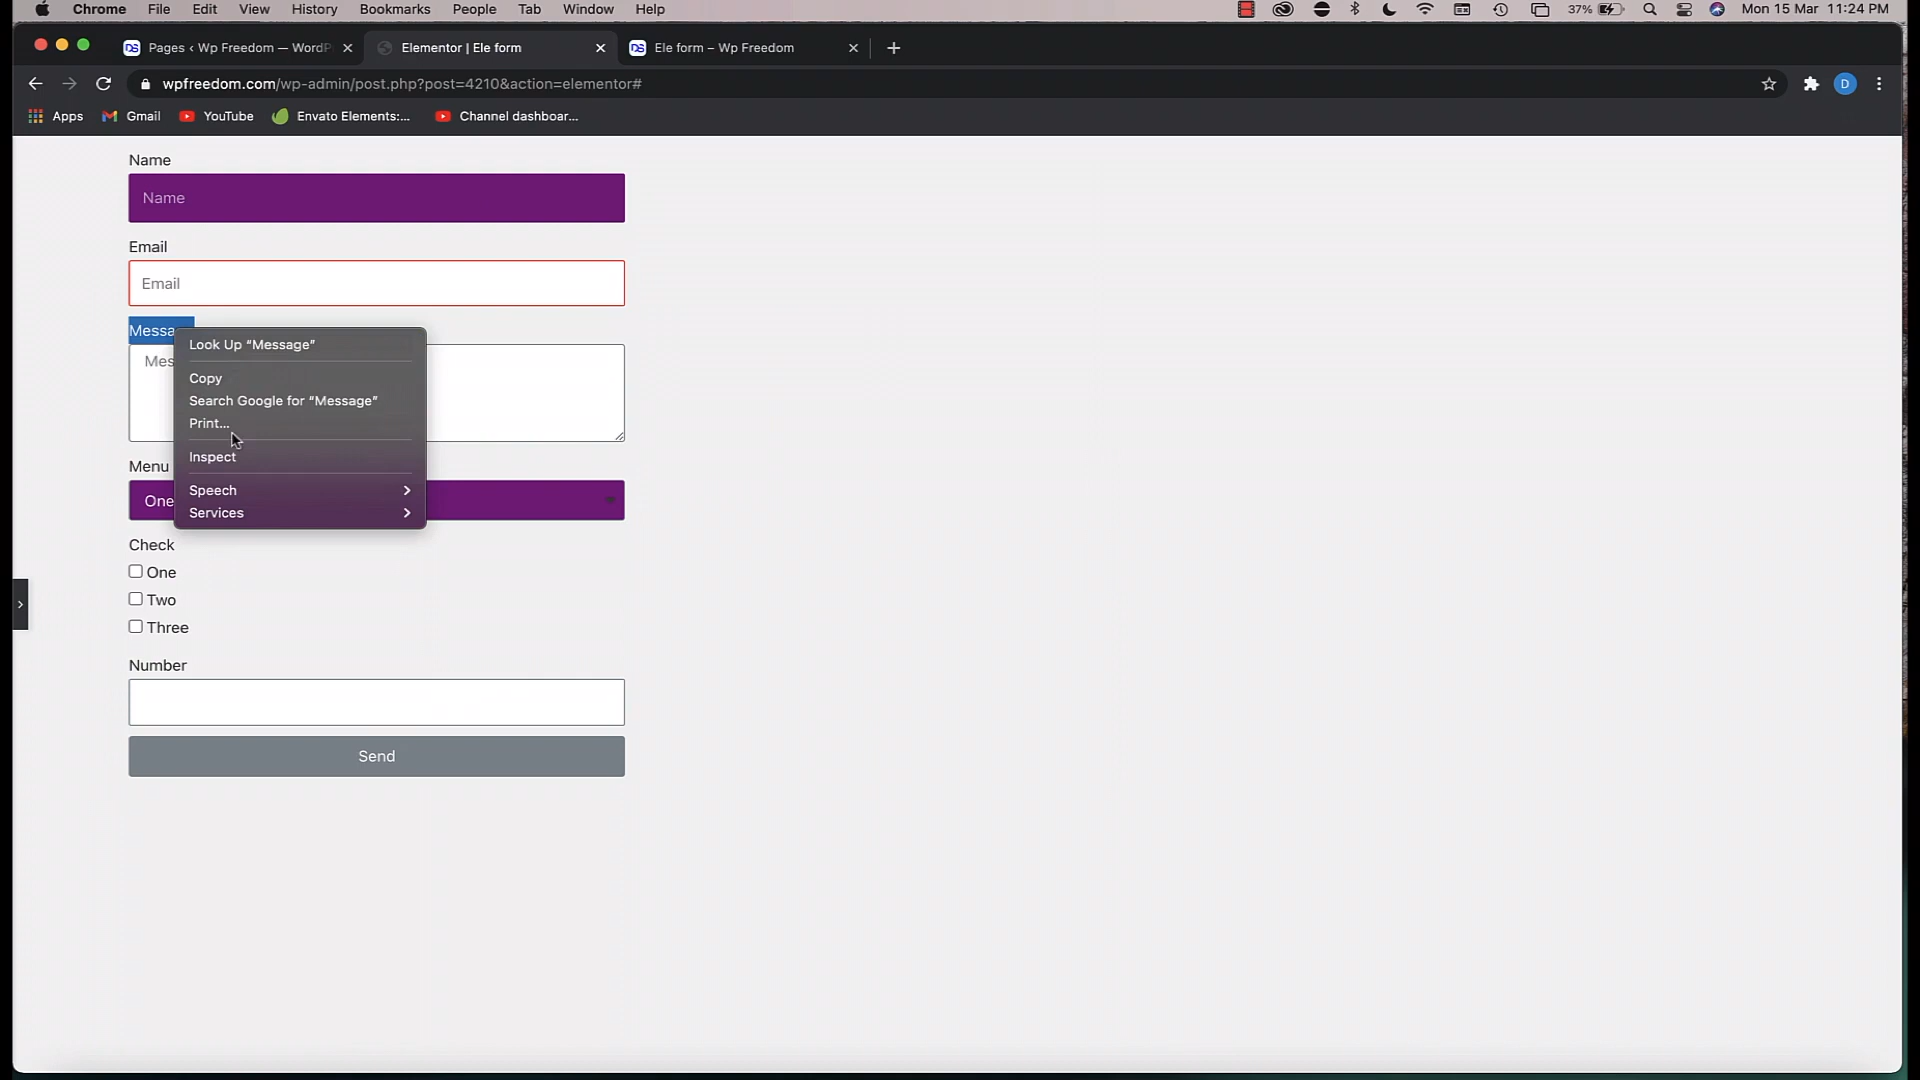 Chrome File Edit View History Bookmarks People Tab Window Help 37% Mon 15 Mar 11:24 PM
Pages ‹ Wp Freedom — WordP Elementor | Ele form Ele form – Wp Freedom
wpfreedom.com/wp-admin/post.php?post=4210&action=elementor# D
Apps Gmail YouTube Envato Elements:... Channel dashboar...
Name
Name
Email
Email
Messa
Look Up “Message”
Mes
Copy
Search Google for “Message”
Print...
Inspect
Menu
Speech
One
Services
Check
One
Two
Three
Number
Send